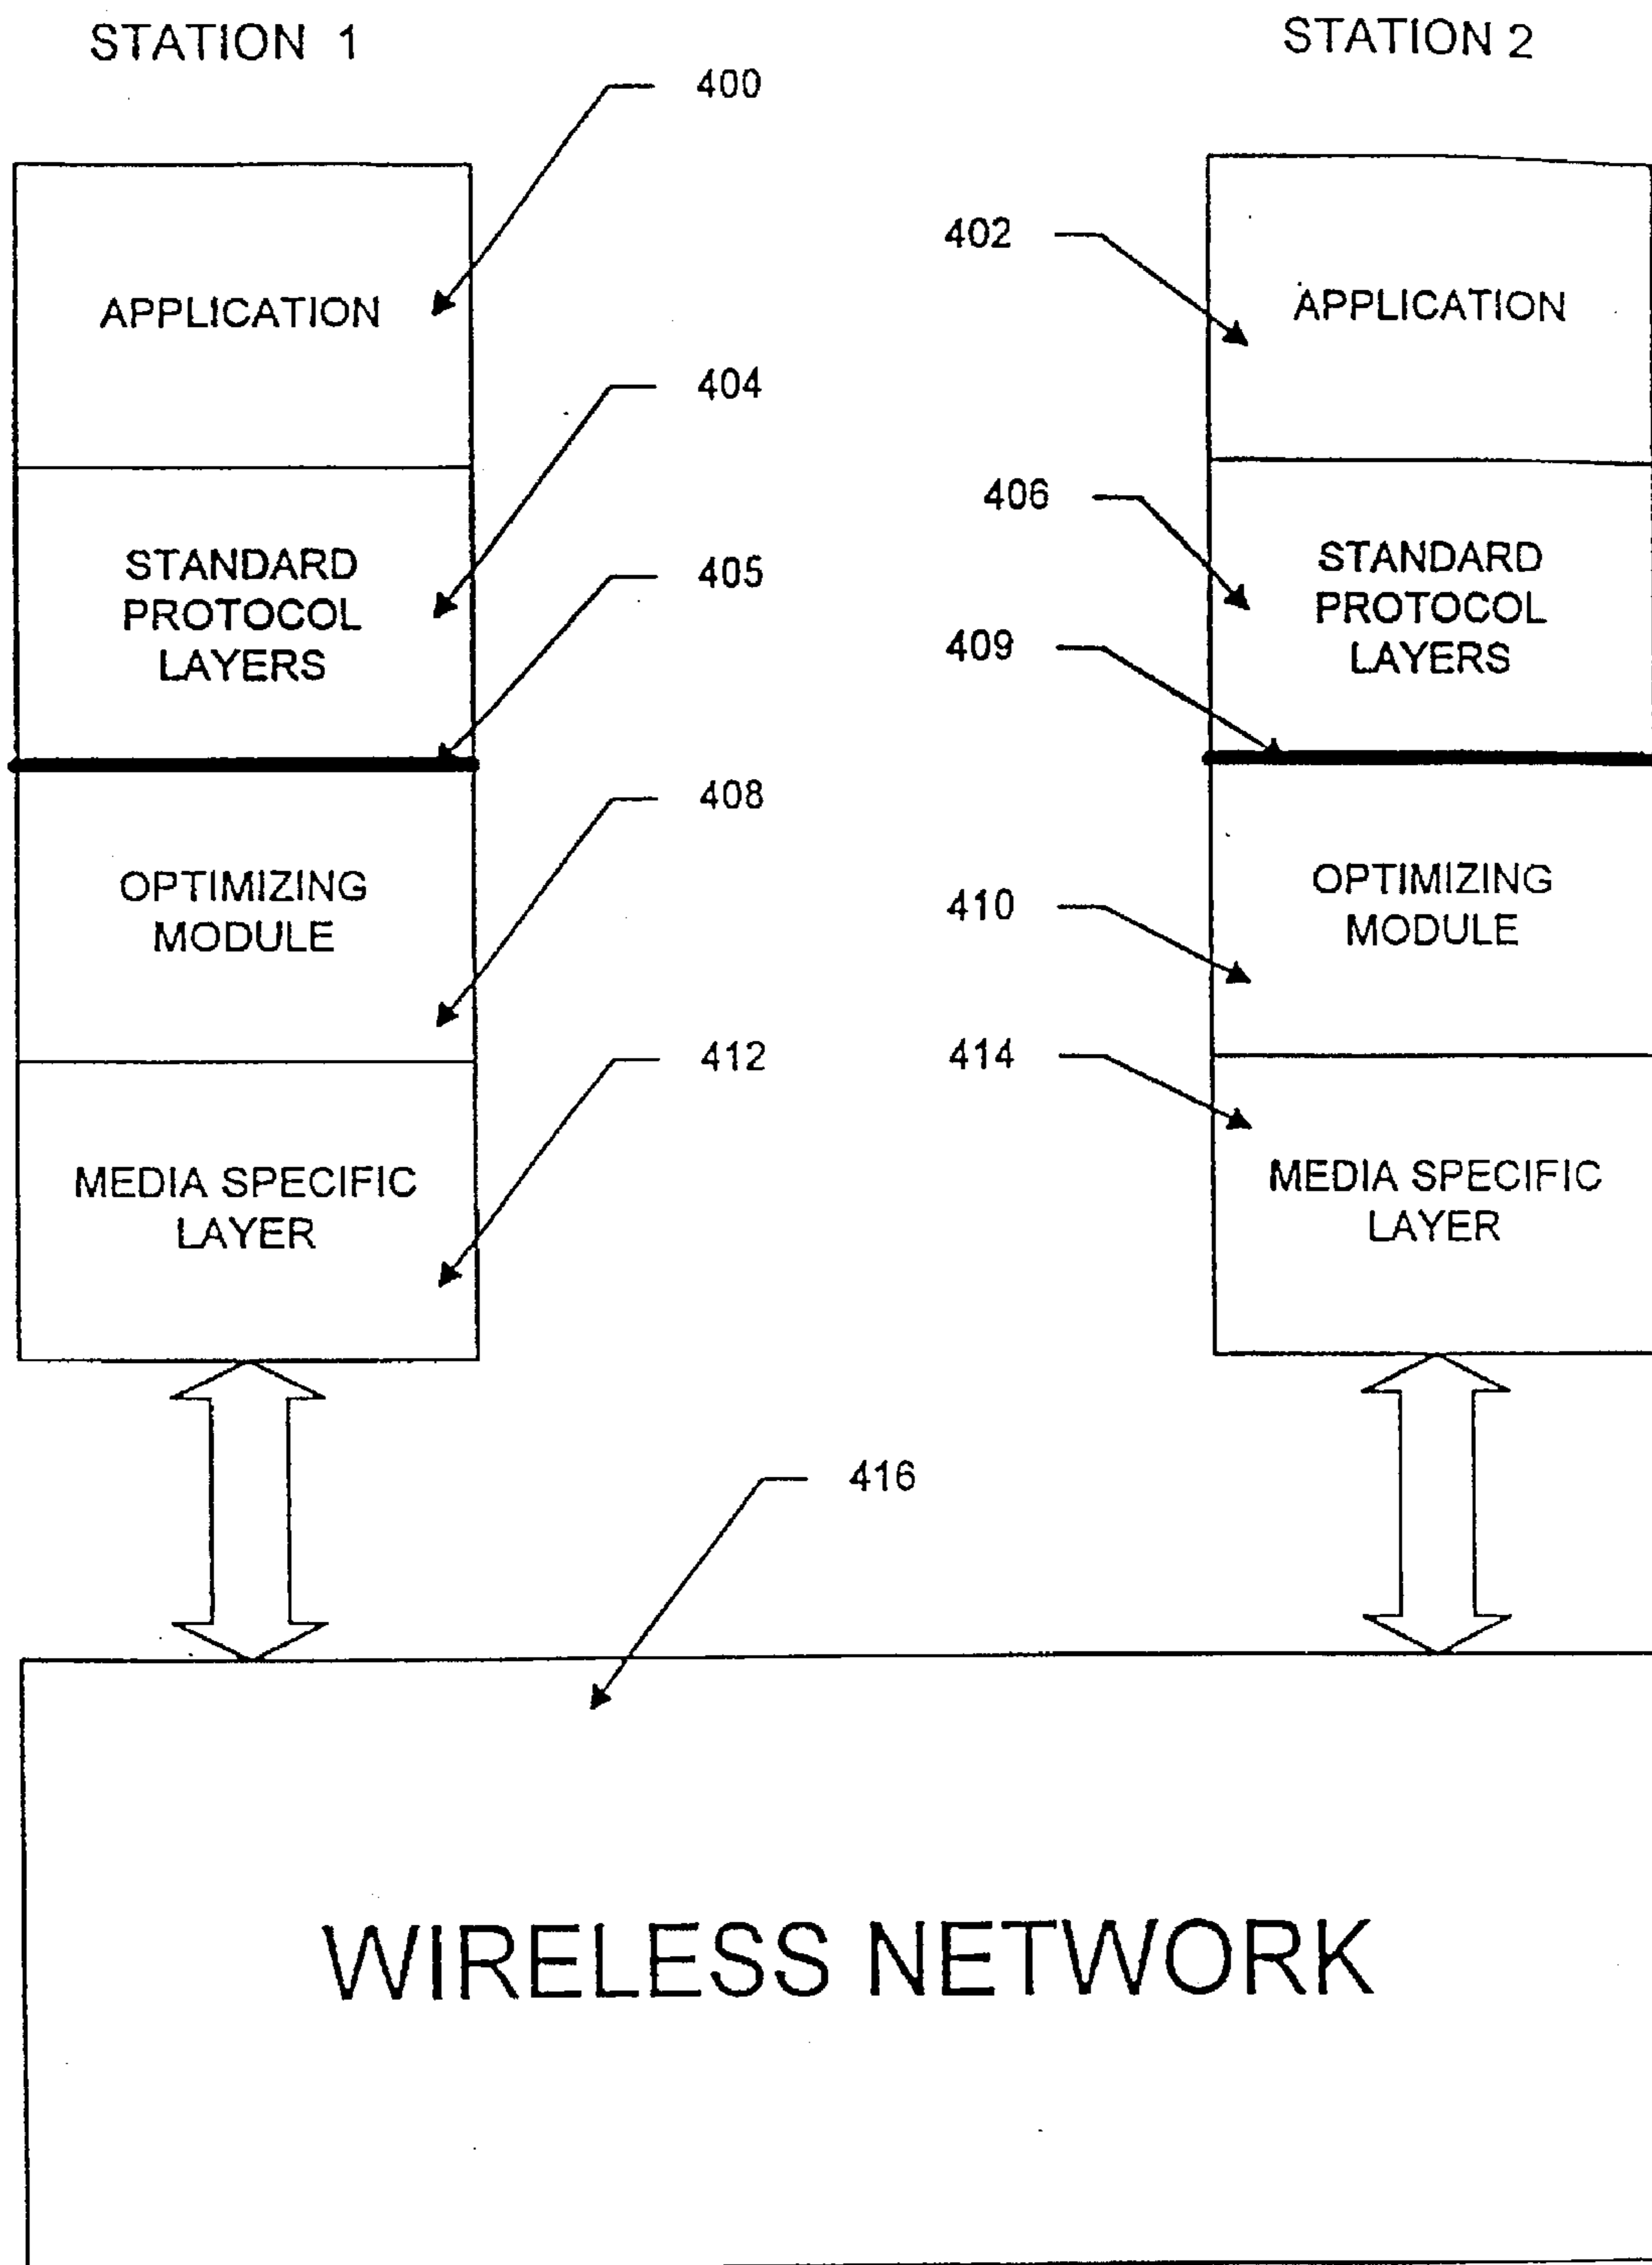 STATION 1
STATION 2
400
402
APPLICATION
APPLICATION
404
406
STANDARD
PROTOCOL
LAYERS
STANDARD
PROTOCOL
LAYERS
405
409
408
410
OPTIMIZING
MODULE
OPTIMIZING
MODULE
412
414
MEDIA SPECIFIC
LAYER
MEDIA SPECIFIC
LAYER
416
WIRELESS NETWORK